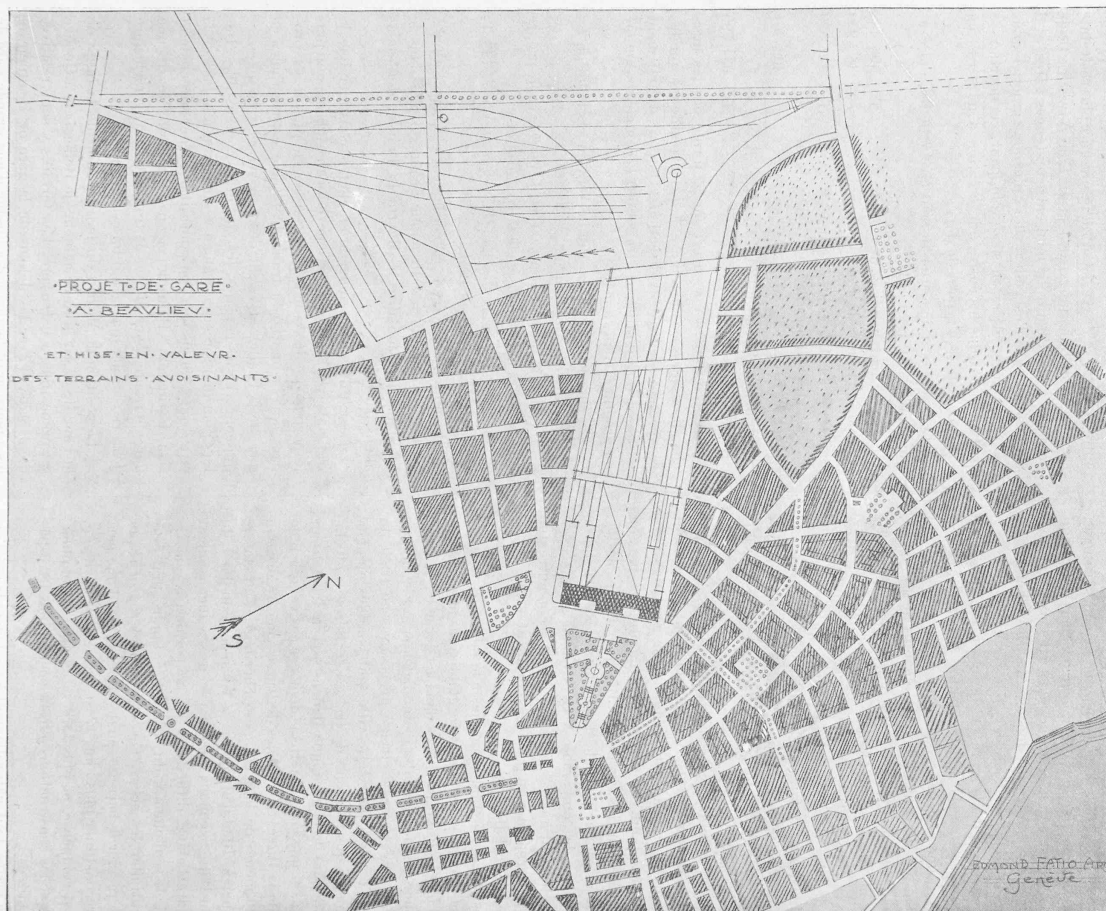 ·PROJET·DE·GARE·
·A·BEAVLIEV·
ET·MISE·EN·VALEVR·
DES·TERRAINS·AVOISINANTS·
N
S
EDMOND FATIO
Genève